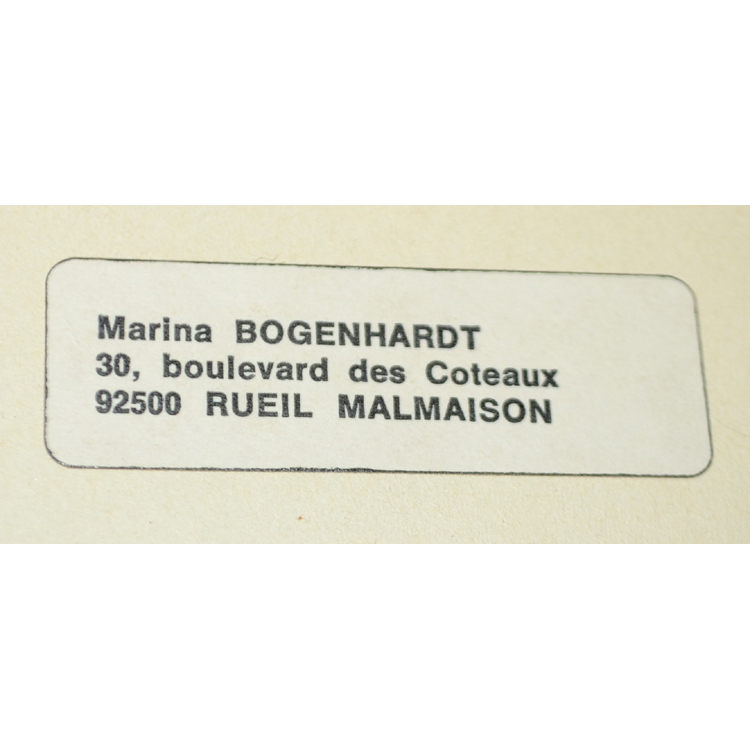 Marina BOGENHARDT
30, boulevard des Coteaux
92500 RUEIL MALMAISON